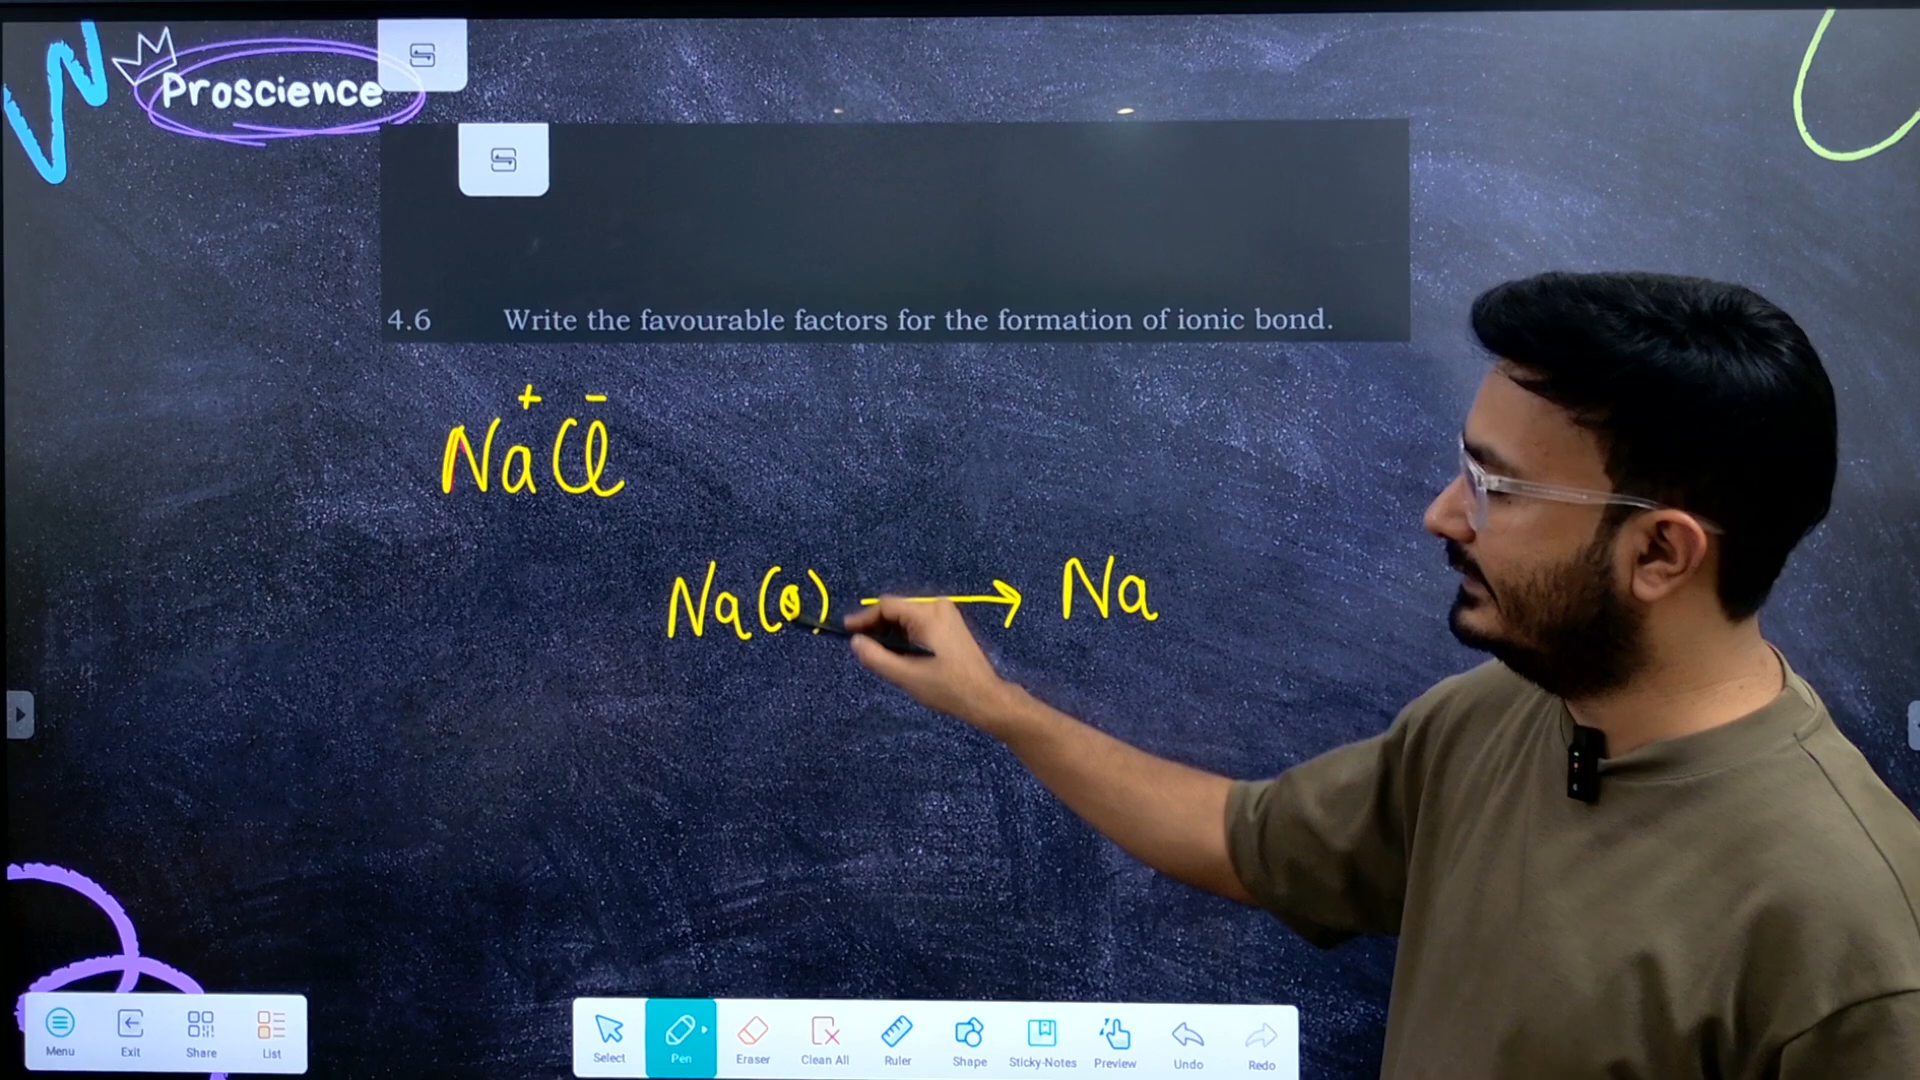 Proscience
4.6 Write the favourable factors for the formation of ionic bond.
+ -
NaCl
Na(s) → Na
Menu Exit Share List
Select Pen Eraser Clean All Ruler Shape Sticky-Notes Preview Undo Redo